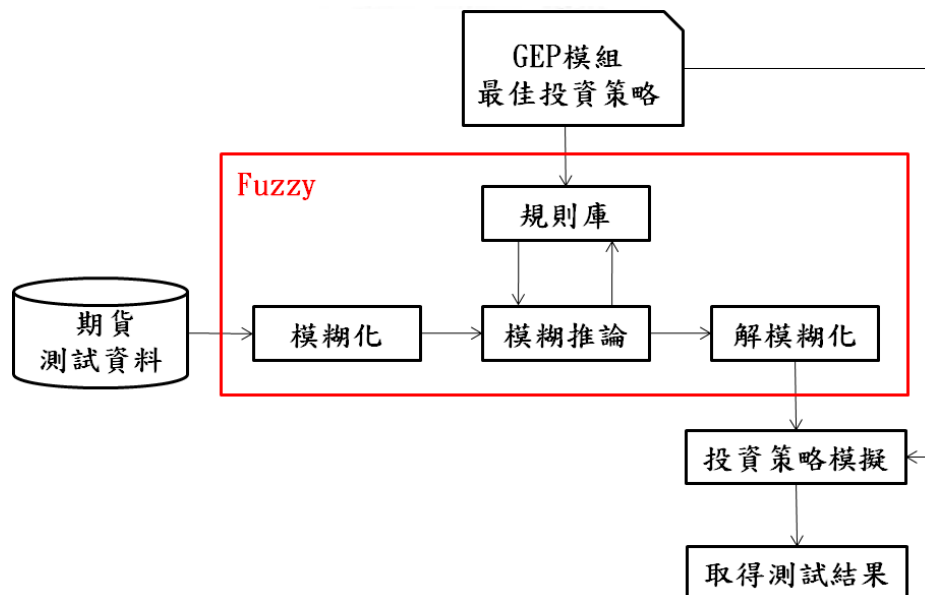 GEP模組
最佳投資策略
Fuzzy
規則庫
期貨
測試資料
模糊化
模糊推論
解模糊化
投資策略模擬
取得測試結果